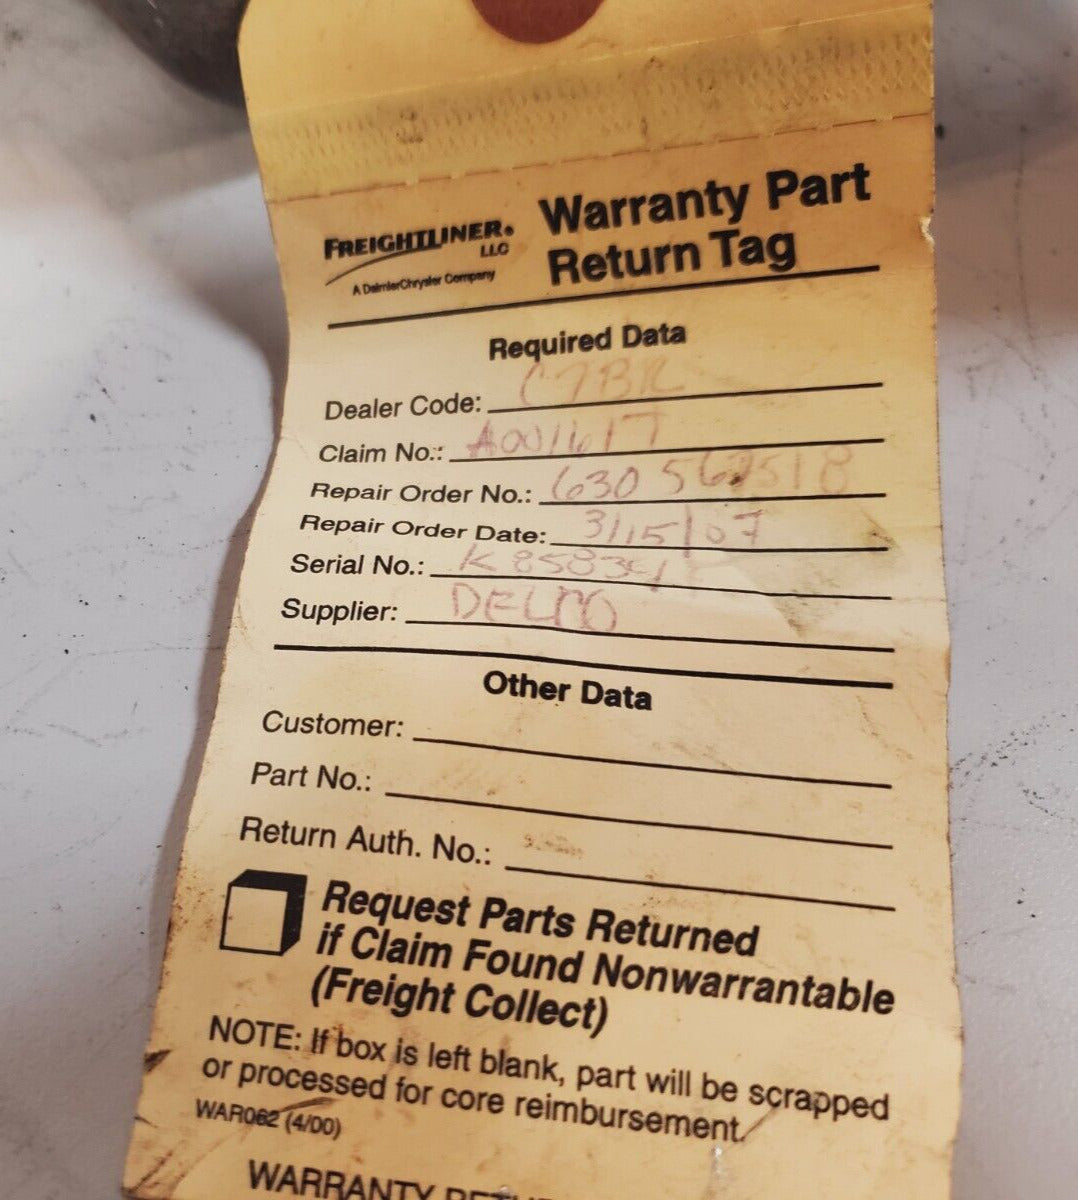 FREIGHTLINER.
LLC
A DaimlerChrysler Company
Warranty Part
Return Tag
Required Data
Dealer Code: C7BR
Claim No.: A001617
Repair Order No.: 630
Repair Order Date: 3/15/07
Serial No.:
Supplier: DELCO
Other Data
Customer:
Part No.:
Return Auth. No.:
Request Parts Returned
if Claim Found Nonwarrantable
(Freight Collect)
NOTE: If box is left blank, part will be scrapped
or processed for core reimbursement.
WAR062 (4/00)
WARRANTY